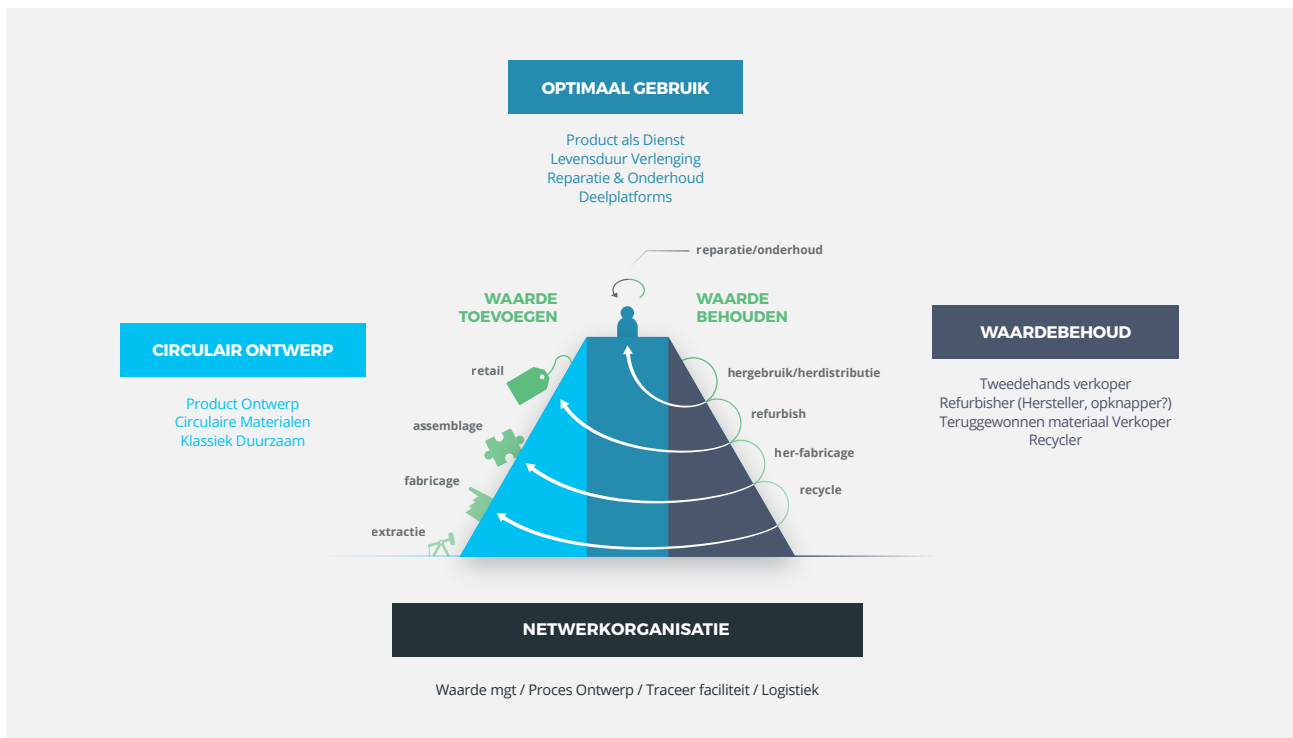 OPTIMAAL GEBRUIK
Product als Dienst
Levensduur Verlenging
Reparatie & Onderhoud
Deelplatforms
reparatie/onderhoud
WAARDE
TOEVOEGEN
WAARDE
BEHOUDEN
CIRCULAIR ONTWERP
Product Ontwerp
Circulaire Materialen
Klassiek Duurzaam
retail
assemblage
fabricage
extractie
hergebruik/herdistributie
refurbish
her-fabricage
recycle
WAARDEBEHOUD
Tweedehands verkoper
Refurbisher (Hersteller, opknapper?)
Teruggewonnen materiaal Verkoper
Recycler
NETWERKORGANISATIE
Waarde mgt / Proces Ontwerp / Traceer faciliteit / Logistiek